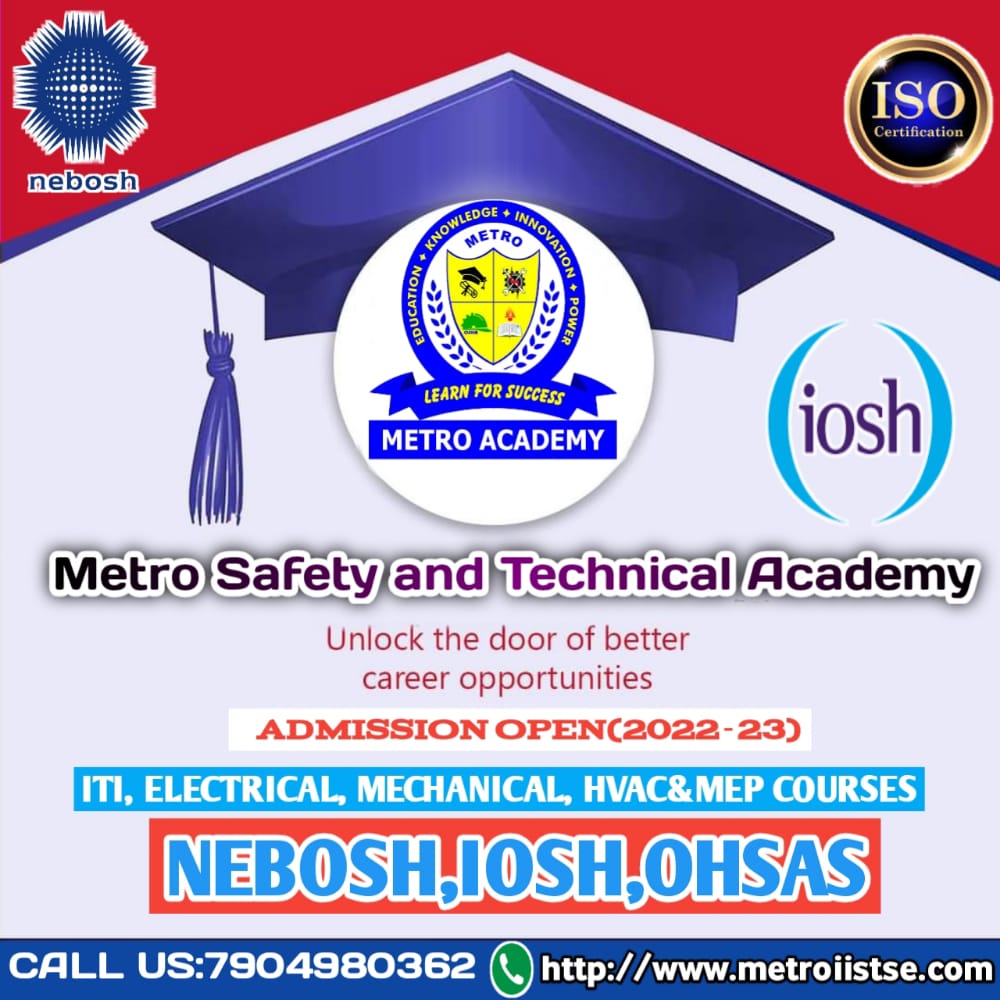 nebosh
ISO
Certification
EDUCATION + KNOWLEDGE + INNOVATION + POWER
METRO
LEARN FOR SUCCESS
METRO ACADEMY
iosh
Metro Safety and Technical Academy
Unlock the door of better
career opportunities
ADMISSION OPEN(2022-23)
ITI, ELECTRICAL, MECHANICAL, HVAC&MEP COURSES
NEBOSH,IOSH,OHSAS
CALL US:7904980362 http://www.metroiistse.com